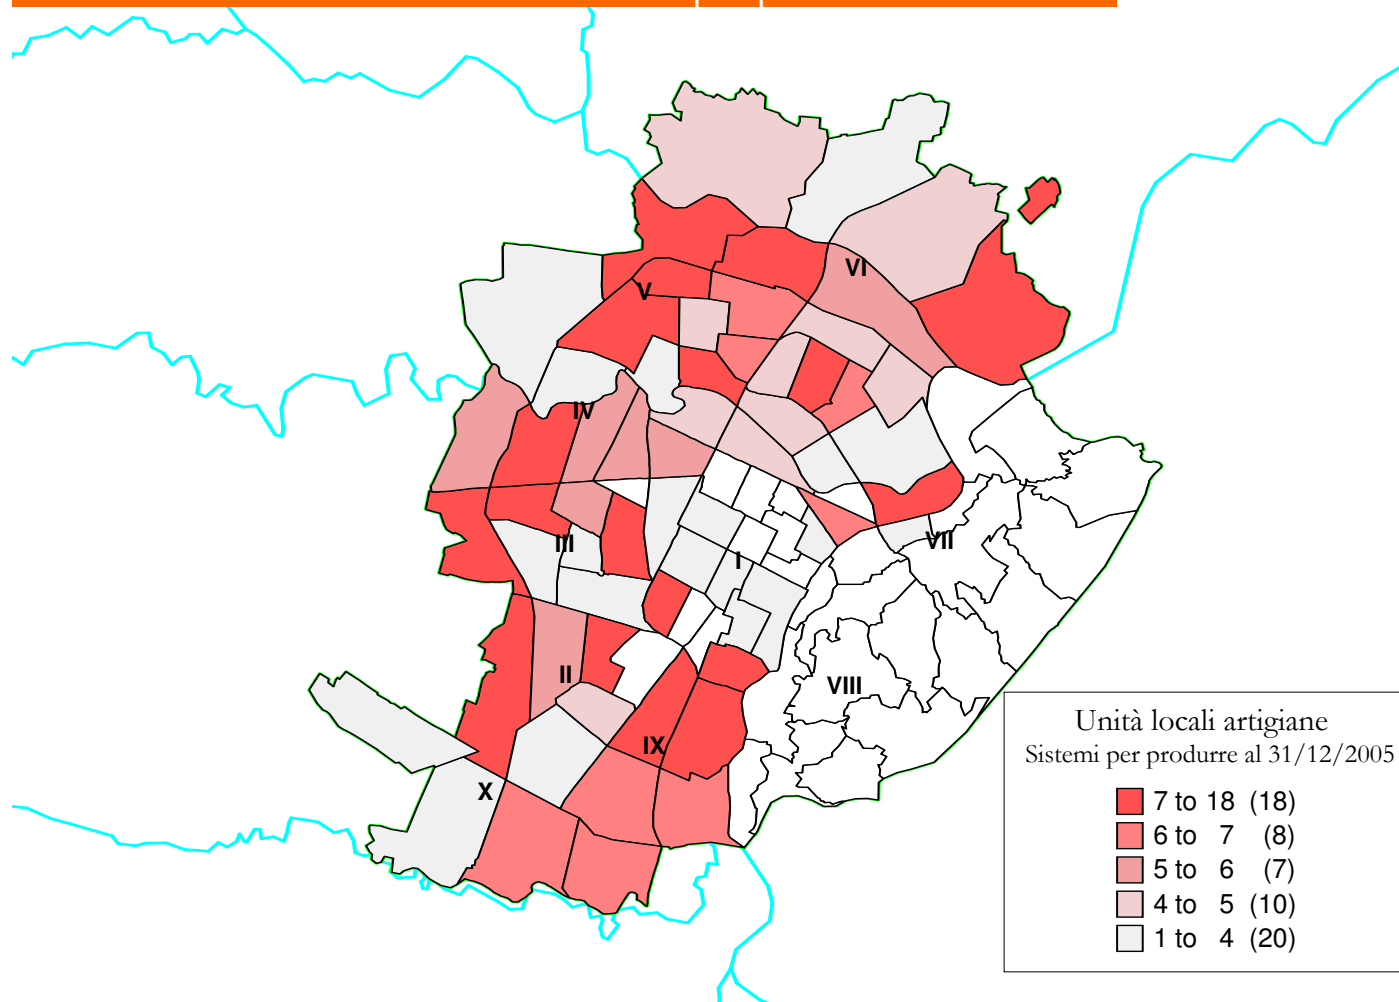 VI
V
IV
III
VII
I
II
VIII
IX
X
Unità locali artigiane
Sistemi per produrre al 31/12/2005
7 to 18 (18)
6 to 7 (8)
5 to 6 (7)
4 to 5 (10)
1 to 4 (20)